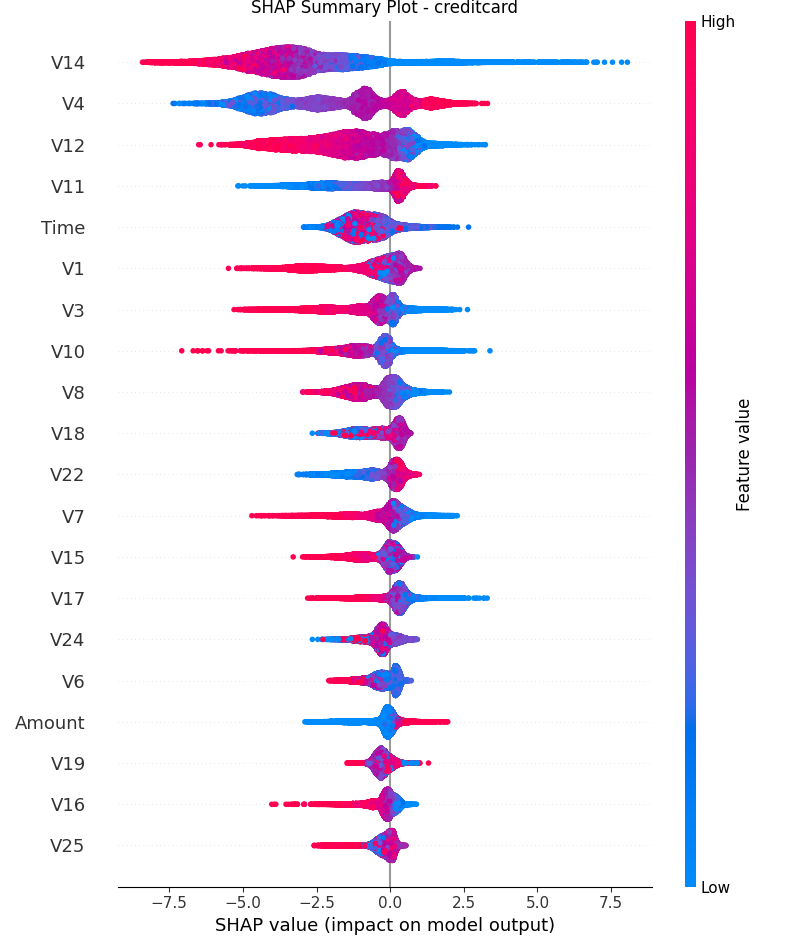 SHAP Summary Plot - creditcard
High
V14
V4
V12
V11
Time
V1
V3
V10
V8
V18
V22
V7
V15
V17
V24
V6
Amount
V19
V16
V25
Feature value
Low
−7.5 −5.0 −2.5 0.0 2.5 5.0 7.5
SHAP value (impact on model output)